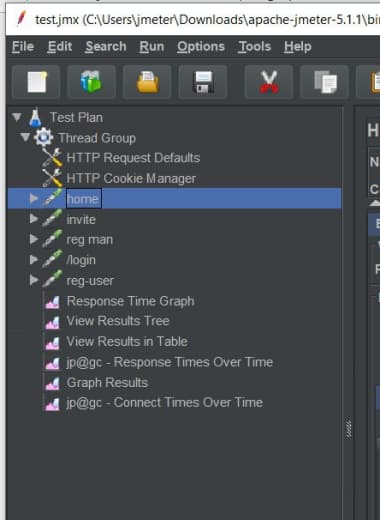 test.jmx (C:\Users\jmeter\Downloads\apache-jmeter-5.1.1\bin
File Edit Search Run Options Tools Help
Test Plan
Thread Group
HTTP Request Defaults
HTTP Cookie Manager
home
invite
reg man
/login
reg-user
Response Time Graph
View Results Tree
View Results in Table
jp@gc - Response Times Over Time
Graph Results
jp@gc - Connect Times Over Time